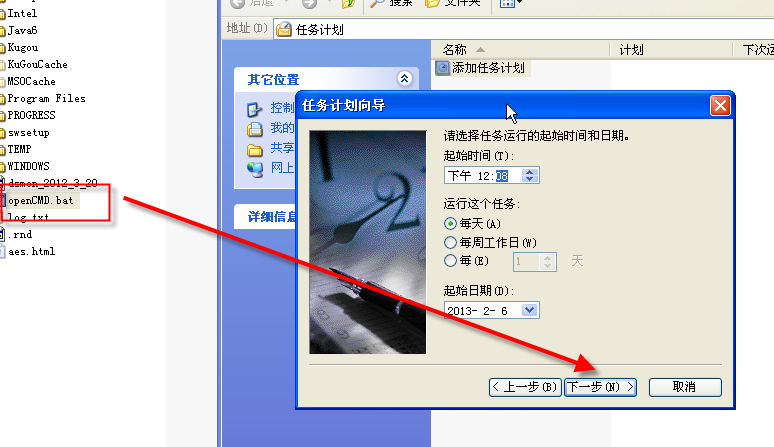 Intel
Java6
Kugou
KuGouCache
MSOCache
Program Files
PROGRESS
swsetup
TEMP
WINDOWS
dsmon_2012_3_20
openCMD.bat
log.txt
.rnd
aes.html
后退
搜索
文件夹
地址(D)
任务计划
名称
计划
下次运
添加任务计划
其它位置
控制
我的
共享
网上
详细信息
任务计划向导
请选择任务运行的起始时间和日期。
起始时间(T):
下午 12:08
运行这个任务:
每天(A)
每周工作日(W)
每(E)
1
天
起始日期(D):
2013- 2- 6
< 上一步(B)
下一步(N) >
取消
2